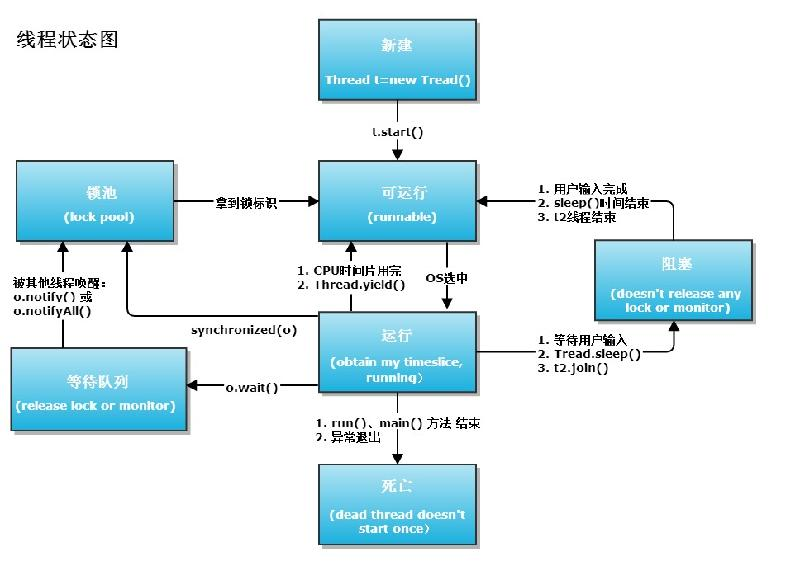 线程状态图
新建
Thread t=new Tread()
t.start()
锁池
(lock pool)
拿到锁标识
可运行
(runnable)
1. 用户输入完成
2. sleep()时间结束
3. t2线程结束
阻塞
(doesn't release any
lock or monitor)
被其他线程唤醒：
o.notify() 或
o.notifyAll()
1. CPU时间片用完
2. Thread.yield()
OS选中
synchronized(o)
运行
(obtain my timeslice,
running）
1. 等待用户输入
2. Tread.sleep()
3. t2.join()
等待队列
(release lock or monitor)
o.wait()
1. run()、main() 方法 结束
2. 异常退出
死亡
(dead thread doesn't
start once）